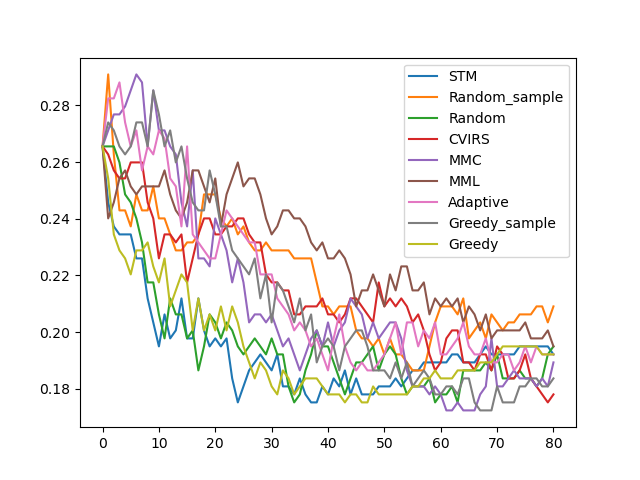 0.28
0.26
0.24
0.22
0.20
0.18
0 10 20 30 40 50 60 70 80
STM
Random_sample
Random
CVIRS
MMC
MML
Adaptive
Greedy_sample
Greedy